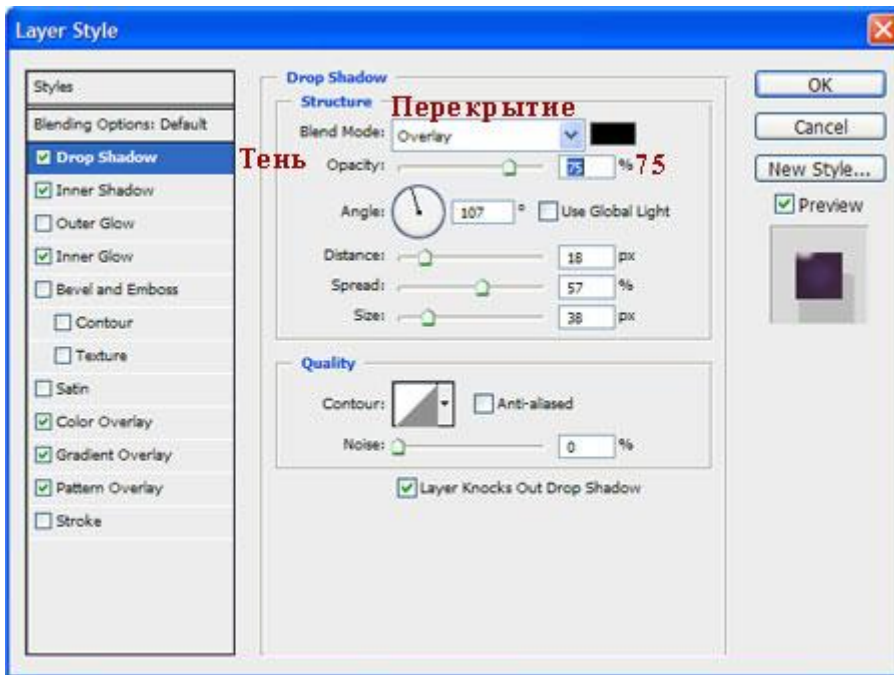 Layer Style
Styles
Blending Options: Default
Drop Shadow
Inner Shadow
Outer Glow
Inner Glow
Bevel and Emboss
Contour
Texture
Satin
Color Overlay
Gradient Overlay
Pattern Overlay
Stroke
Тень
Drop Shadow
Structure
Перекрытие
Blend Mode: Overlay
Opacity: 75 % 75
Angle: 107 ° Use Global Light
Distance: 18 px
Spread: 57 %
Size: 38 px
Quality
Contour: Anti-aliased
Noise: 0 %
Layer Knocks Out Drop Shadow
OK
Cancel
New Style...
Preview